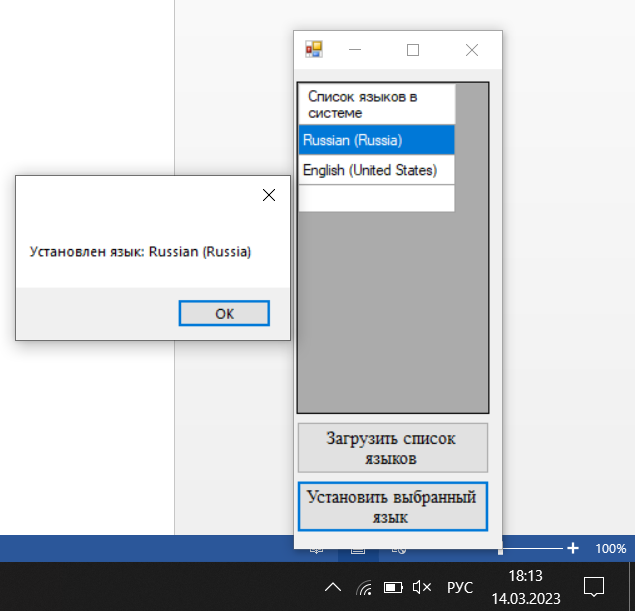 Список языков в
системе
Russian (Russia)
English (United States)
Установлен язык: Russian (Russia)
OK
Загрузить список
языков
Установить выбранный
язык
100%
РУС
18:13
14.03.2023